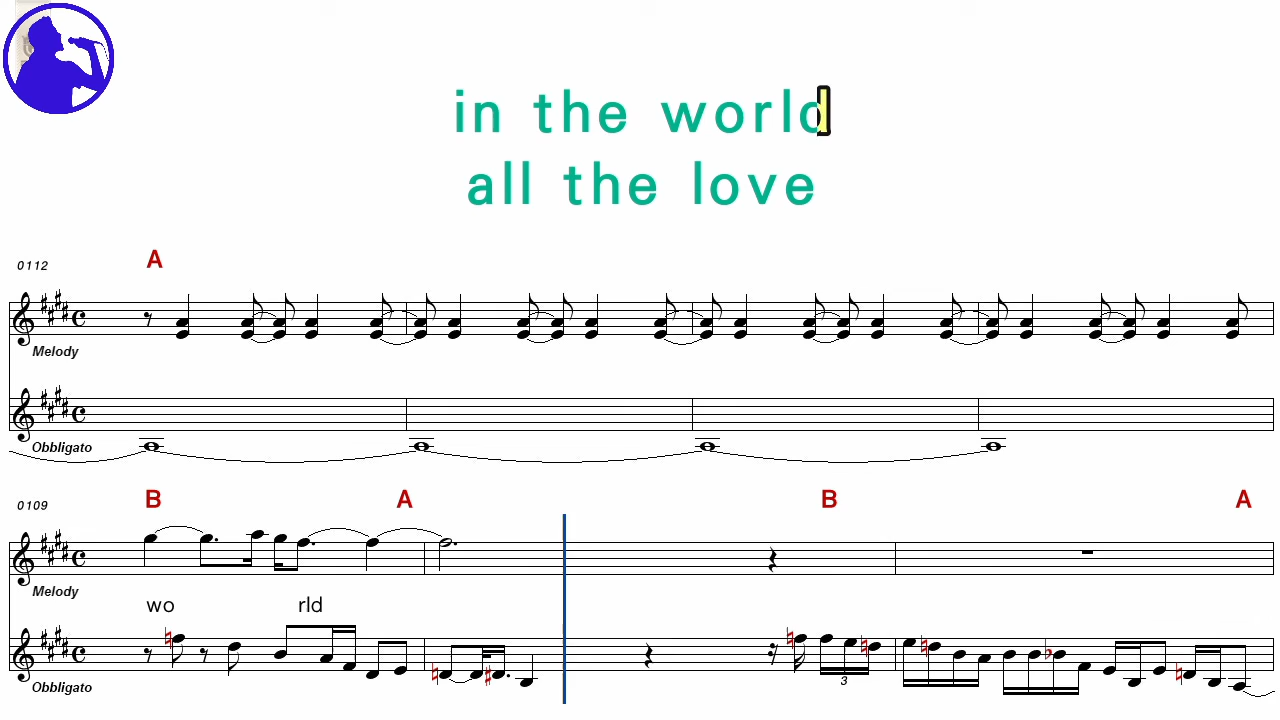 in the world
all the love
0112
A
Melody
Obbligato
0109
B A B A
Melody
wo rld
Obbligato
3